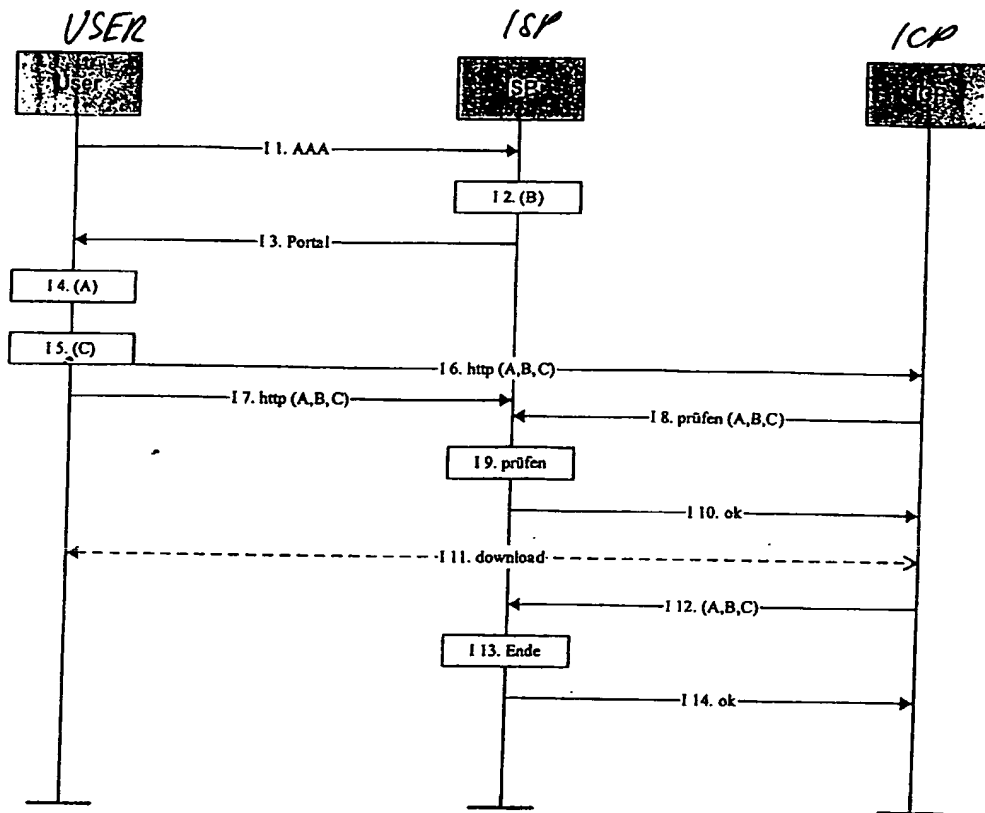 USER
ISP
ICP
User
ISP
I 1. AAA
I 2. (B)
I 3. Portal
I 4. (A)
I 5. (C)
I 6. http (A,B,C)
I 7. http (A,B,C)
I 8. prüfen (A,B,C)
I 9. prüfen
I 10. ok
I 11. download
I 12. (A,B,C)
I 13. Ende
I 14. ok